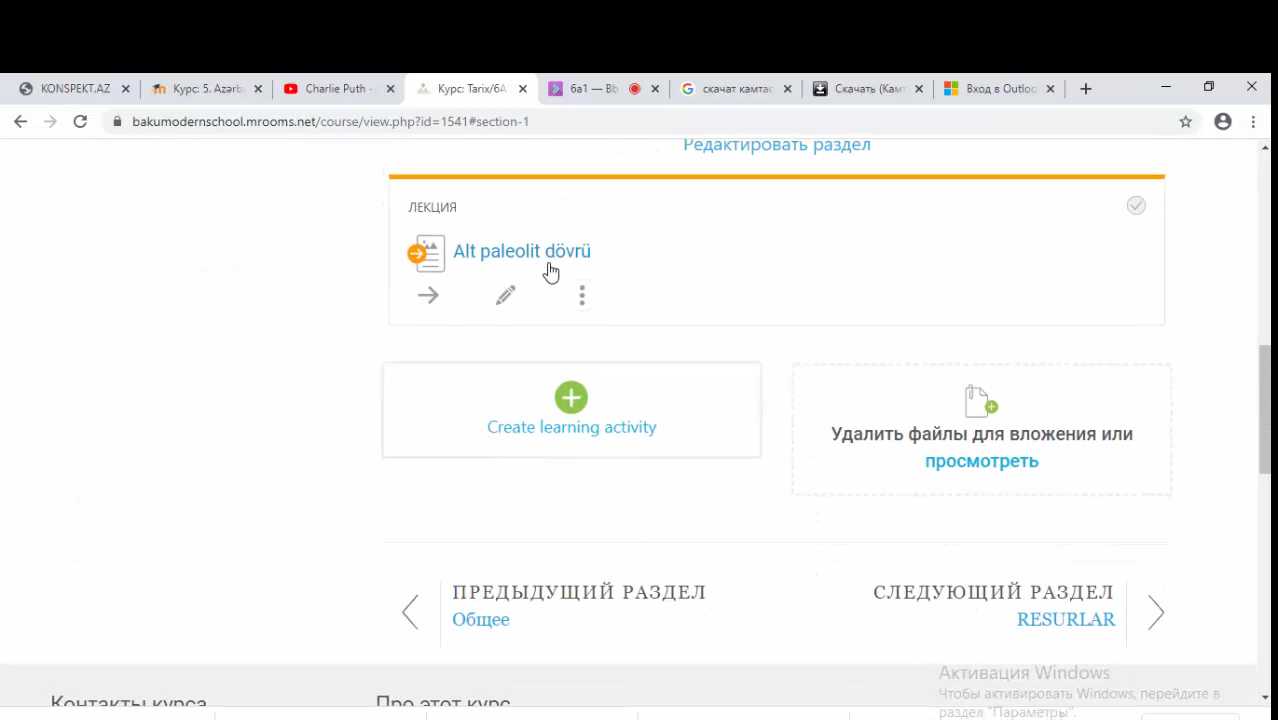 KONSPEKT.AZ
Курс: 5. Azərb
Charlie Puth -
Курс: Tarix/6A
6a1 — Bb
скачат камтас
Скачать (Камт
Вход в Outloo
bakumodernschool.mrooms.net/course/view.php?id=1541#section-1
Редактировать раздел
ЛЕКЦИЯ
Alt paleolit dövrü
Create learning activity
Удалить файлы для вложения или
просмотреть
ПРЕДЫДУЩИЙ РАЗДЕЛ
Общее
СЛЕДУЮЩИЙ РАЗДЕЛ
RESURLAR
Контакты курса
Про этот курс
Активация Windows
Чтобы активировать Windows, перейдите в
раздел "Параметры".